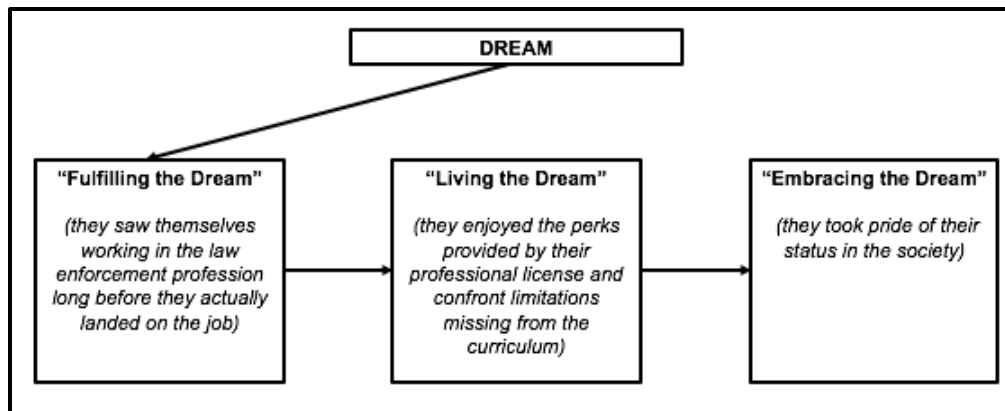 DREAM
“Fulfilling the Dream”
(they saw themselves
working in the law
enforcement profession
long before they actually
landed on the job)
“Living the Dream”
(they enjoyed the perks
provided by their
professional license and
confront limitations
missing from the
curriculum)
“Embracing the Dream”
(they took pride of their
status in the society)